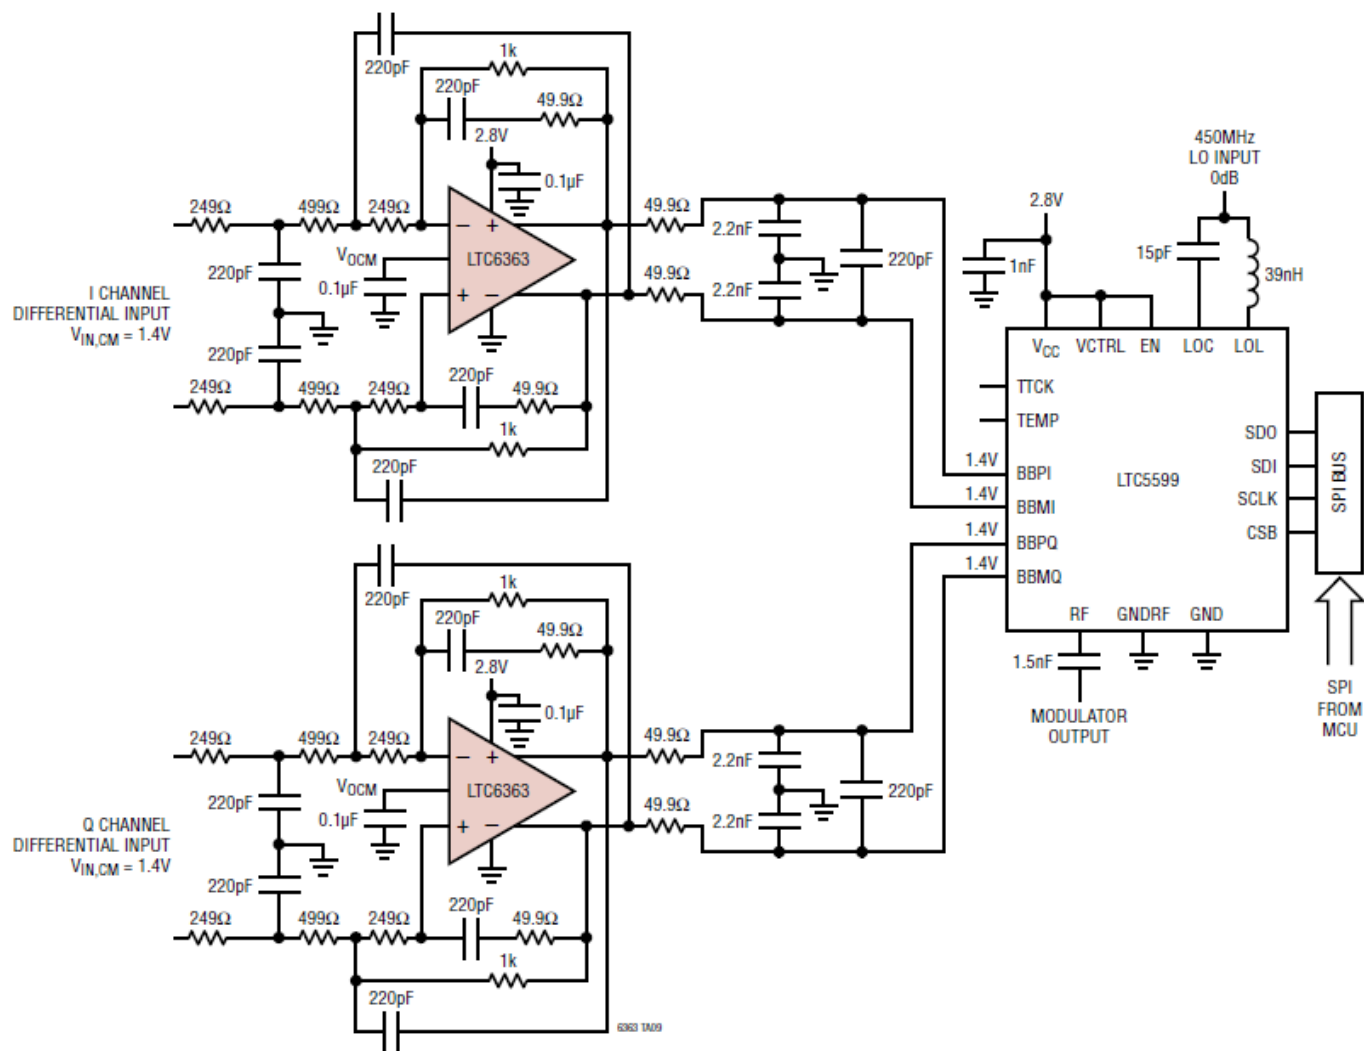 220pF
1k
220pF
49.9Ω
2.8V
0.1µF
249Ω
499Ω
249Ω
49.9Ω
− +
LTC6363
VOCM
0.1µF
+ −
220pF
I CHANNEL
DIFFERENTIAL INPUT
VIN,CM = 1.4V
220pF
249Ω
499Ω
249Ω
220pF
49.9Ω
1k
220pF
49.9Ω
2.2nF
2.2nF
220pF
450MHz
LO INPUT
0dB
2.8V
1nF
15pF
39nH
VCC
VCTRL
EN
LOC
LOL
TTCK
TEMP
1.4V
BBPI
1.4V
BBMI
1.4V
BBPQ
1.4V
BBMQ
LTC5599
SDO
SDI
SCLK
CSB
SPI BUS
RF
GNDRF
GND
1.5nF
MODULATOR
OUTPUT
SPI
FROM
MCU
220pF
1k
220pF
49.9Ω
2.8V
0.1µF
249Ω
499Ω
249Ω
49.9Ω
− +
LTC6363
VOCM
0.1µF
+ −
220pF
Q CHANNEL
DIFFERENTIAL INPUT
VIN,CM = 1.4V
220pF
249Ω
499Ω
249Ω
220pF
49.9Ω
1k
220pF
49.9Ω
2.2nF
2.2nF
220pF
6363 TA09